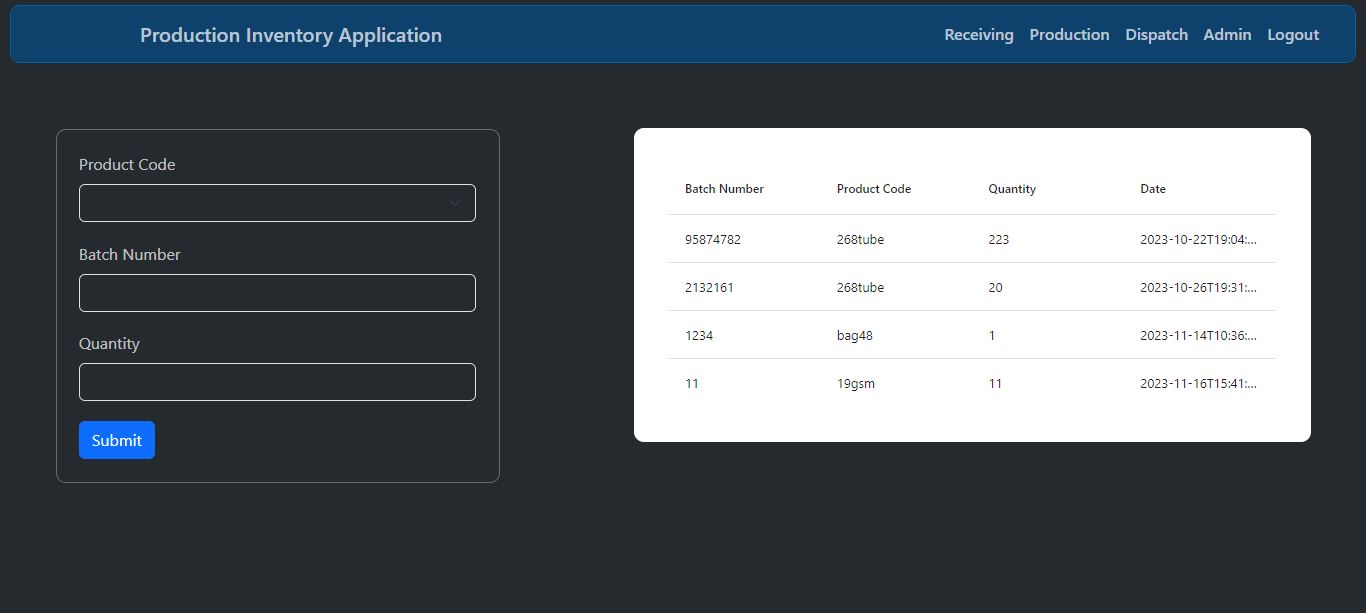 Production Inventory Application Receiving Production Dispatch Admin Logout
Product Code
Batch Number
Quantity
Submit
Batch Number Product Code Quantity Date
95874782 268tube 223 2023-10-22T19:04:...
2132161 268tube 20 2023-10-26T19:31:...
1234 bag48 1 2023-11-14T10:36:...
11 19gsm 11 2023-11-16T15:41:...